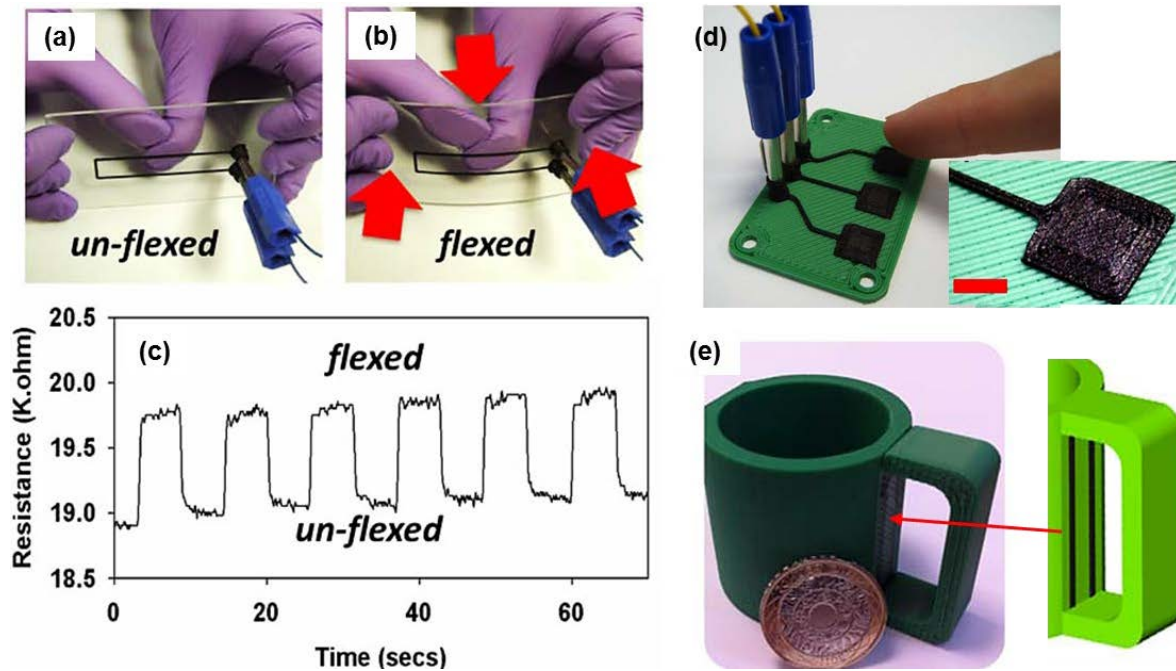 (a)
un-flexed
(b)
flexed
(c)
20.5
20.0
19.5
19.0
18.5
Resistance (K.ohm)
flexed
un-flexed
0
20
40
60
Time (secs)
(d)
(e)